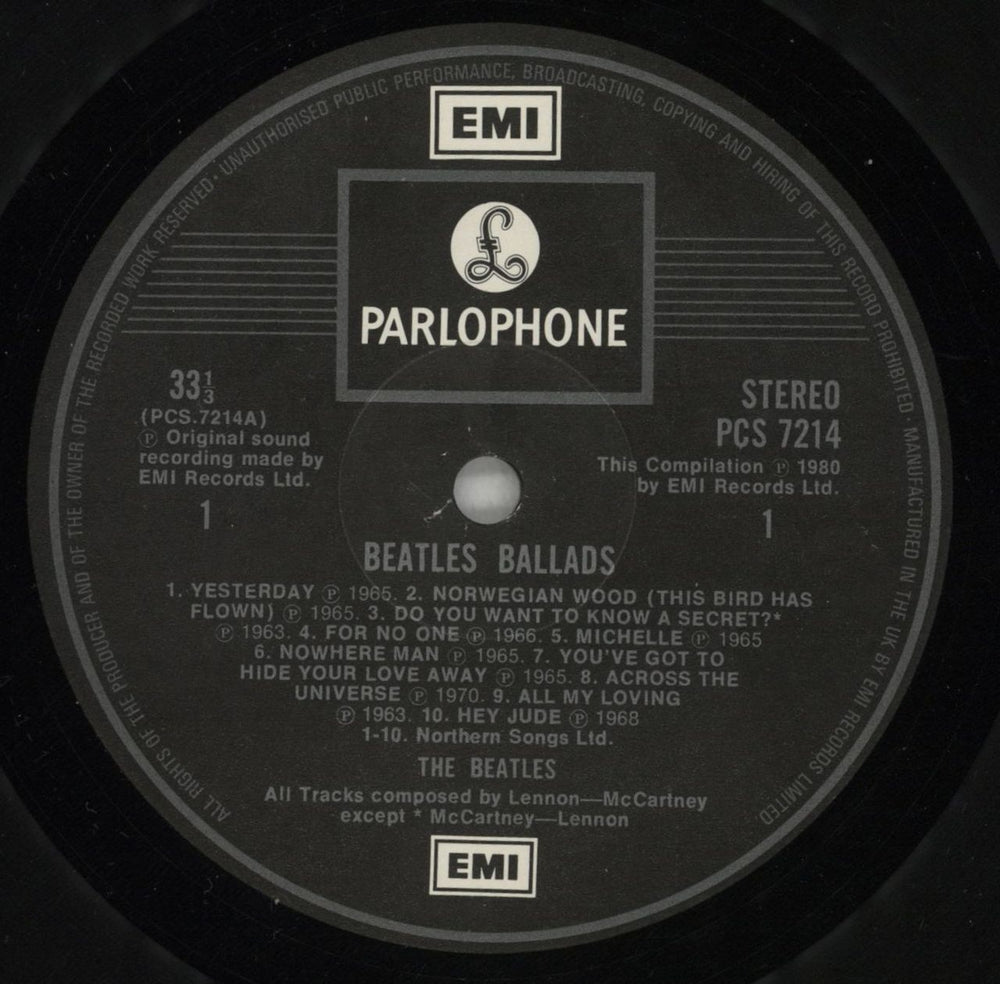 ALL RIGHTS OF THE PRODUCER AND OF THE OWNER OF THE RECORDED WORK RESERVED · UNAUTHORISED PUBLIC PERFORMANCE, BROADCASTING, COPYING AND HIRING OF THIS RECORD PROHIBITED · MANUFACTURED IN THE UK BY EMI RECORDS LIMITED.
EMI
£
PARLOPHONE
33⅓
(PCS.7214A)
Ⓟ Original sound
recording made by
EMI Records Ltd.
1
STEREO
PCS 7214
This Compilation Ⓟ 1980
by EMI Records Ltd.
1
BEATLES BALLADS
1. YESTERDAY Ⓟ 1965. 2. NORWEGIAN WOOD (THIS BIRD HAS
FLOWN) Ⓟ 1965. 3. DO YOU WANT TO KNOW A SECRET?*
Ⓟ 1963. 4. FOR NO ONE Ⓟ 1966. 5. MICHELLE Ⓟ 1965
6. NOWHERE MAN Ⓟ 1965. 7. YOU'VE GOT TO
HIDE YOUR LOVE AWAY Ⓟ 1965. 8. ACROSS THE
UNIVERSE Ⓟ 1970. 9. ALL MY LOVING
Ⓟ 1963. 10. HEY JUDE Ⓟ 1968
1-10. Northern Songs Ltd.
THE BEATLES
All Tracks composed by Lennon—McCartney
except * McCartney—Lennon
EMI